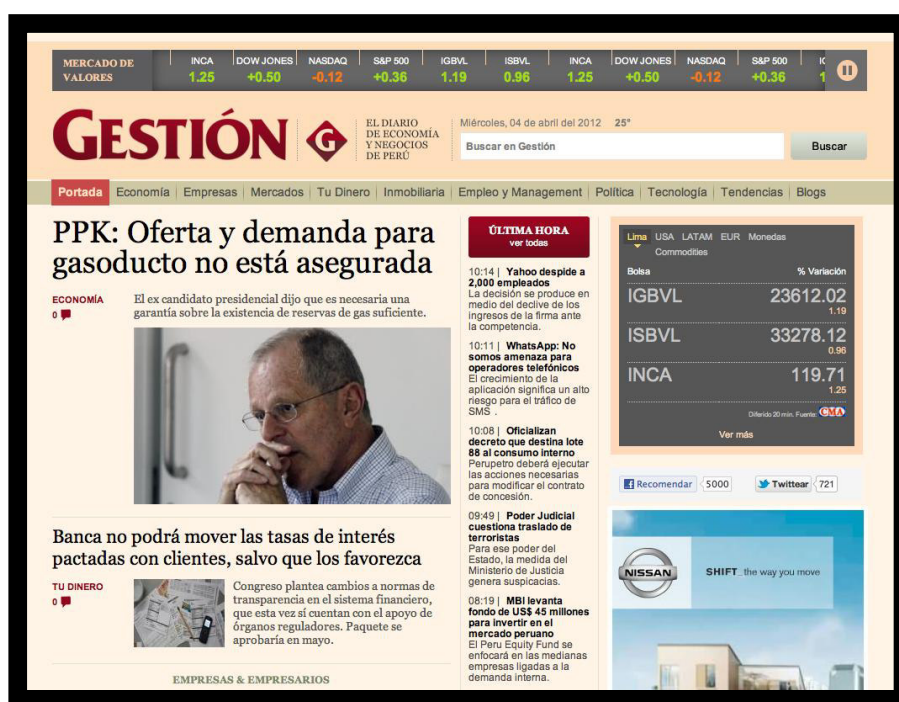 MERCADO DE
VALORES
INCA DOW JONES NASDAQ S&P 500 IGBVL ISBVL INCA DOW JONES NASDAQ S&P 500
1.25 +0.50 -0.12 +0.36 1.19 0.96 1.25 +0.50 -0.12 +0.36
GESTIÓN
G
EL DIARIO
DE ECONOMÍA
Y NEGOCIOS
DE PERÚ
Miércoles, 04 de abril del 2012 25°
Buscar en Gestión
Buscar
Portada Economía Empresas Mercados Tu Dinero Inmobiliaria Empleo y Management Política Tecnología Tendencias Blogs
PPK: Oferta y demanda para
gasoducto no está asegurada
ECONOMÍA
0
El ex candidato presidencial dijo que es necesaria una
garantía sobre la existencia de reservas de gas suficiente.
Banca no podrá mover las tasas de interés
pactadas con clientes, salvo que los favorezca
TU DINERO
0
Congreso plantea cambios a normas de
transparencia en el sistema financiero,
que esta vez sí cuentan con el apoyo de
órganos reguladores. Paquete se
aprobaría en mayo.
EMPRESAS & EMPRESARIOS
ÚLTIMA HORA
ver todas
10:14 | Yahoo despide a
2,000 empleados
La decisión se produce en
medio del declive de los
ingresos de la firma ante
la competencia.
10:11 | WhatsApp: No
somos amenaza para
operadores telefónicos
El crecimiento de la
aplicación significa un alto
riesgo para el tráfico de
SMS .
10:08 | Oficializan
decreto que destina lote
88 al consumo interno
Perupetro deberá ejecutar
las acciones necesarias
para modificar el contrato
de concesión.
09:49 | Poder Judicial
cuestiona traslado de
terroristas
Para ese poder del
Estado, la medida del
Ministerio de Justicia
genera suspicacias.
08:19 | MBI levanta
fondo de US$ 45 millones
para invertir en el
mercado peruano
El Peru Equity Fund se
enfocará en las medianas
empresas ligadas a la
demanda interna.
Lima USA LATAM EUR Monedas
Commodities
Bolsa % Variación
IGBVL 23612.02
1.19
ISBVL 33278.12
0.96
INCA 119.71
1.25
Diferido 20 min. Fuente: CMA
Ver más
Recomendar 5000 Twittear 721
NISSAN
SHIFT_the way you move